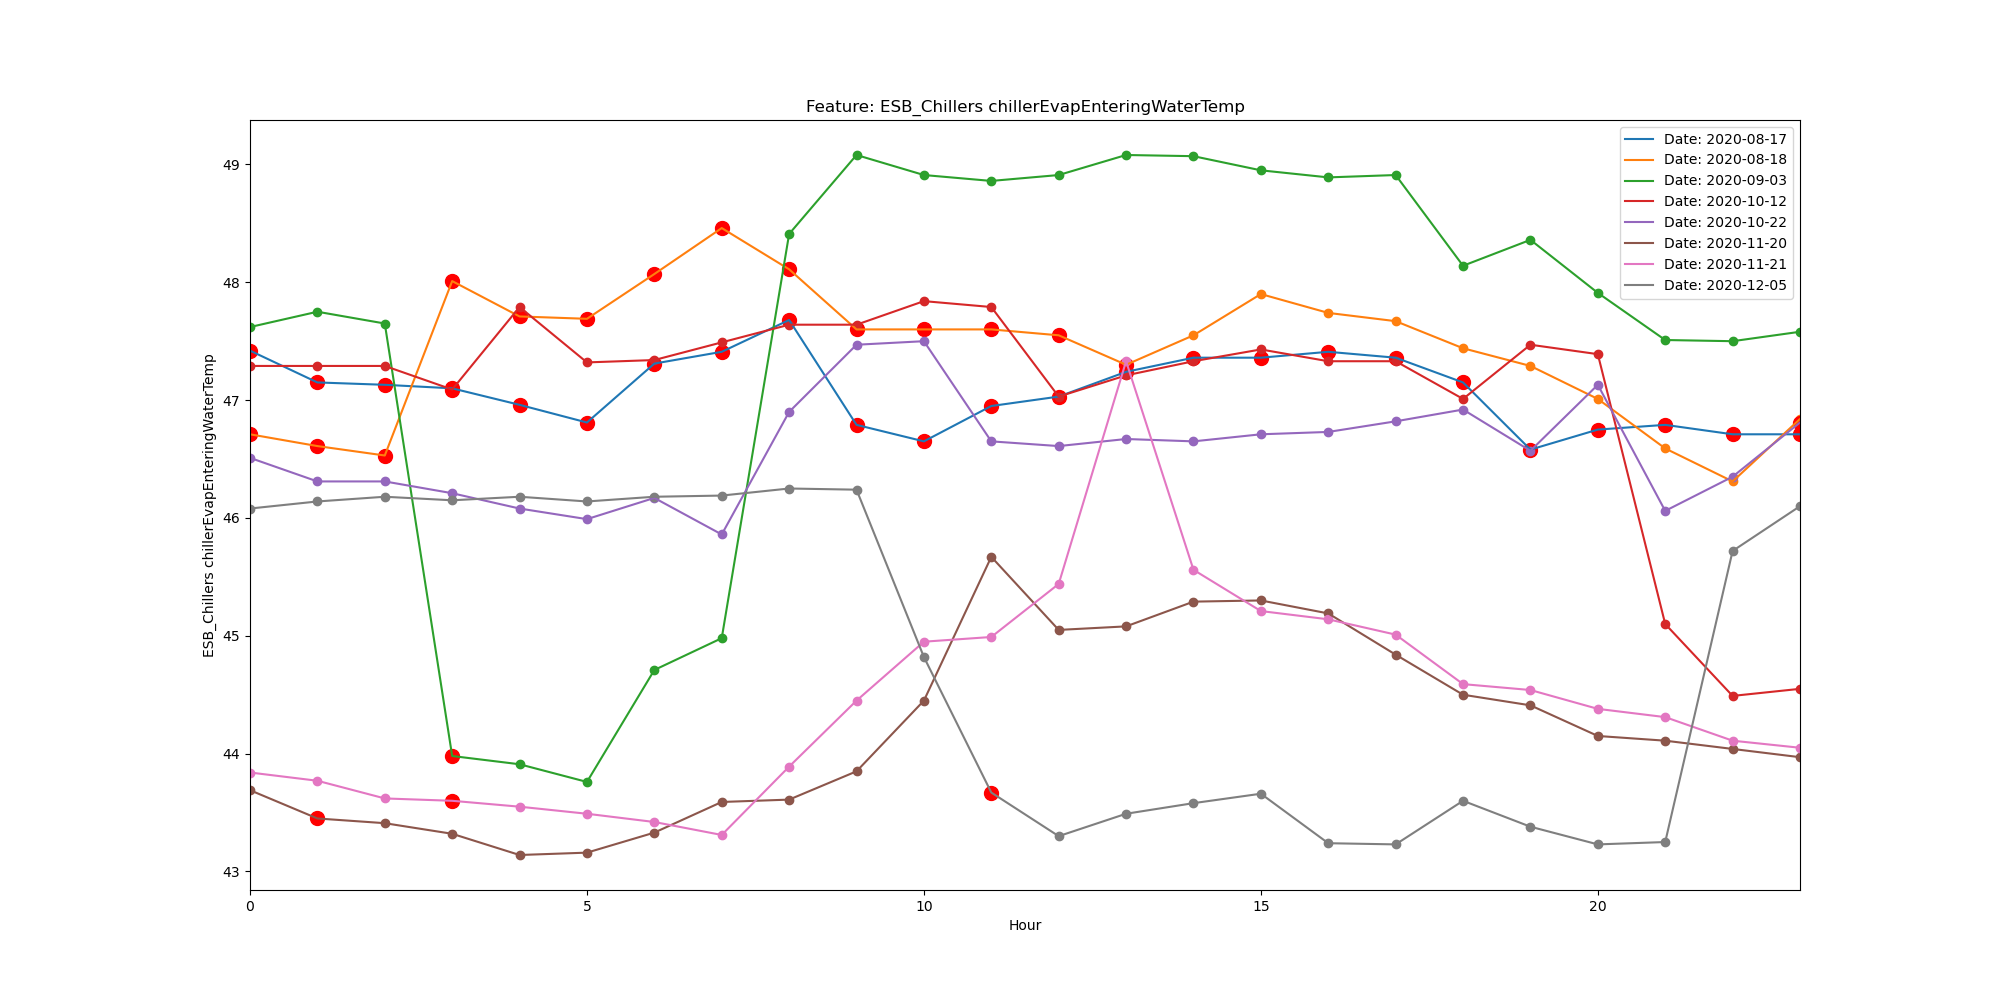 Feature: ESB_Chillers chillerEvapEnteringWaterTemp
ESB_Chillers chillerEvapEnteringWaterTemp
49
48
47
46
45
44
43
Date: 2020-08-17
Date: 2020-08-18
Date: 2020-09-03
Date: 2020-10-12
Date: 2020-10-22
Date: 2020-11-20
Date: 2020-11-21
Date: 2020-12-05
0 5 10 15 20
Hour